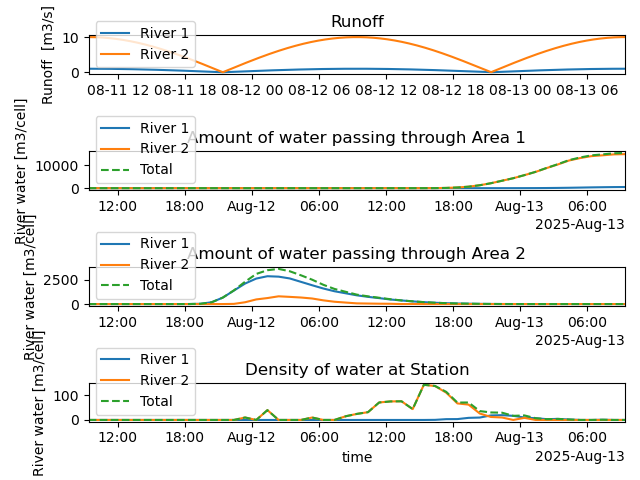 Runoff
Runoff  [m3/s]
10
0
River 1
River 2
08-11 12 08-11 18 08-12 00 08-12 06 08-12 12 08-12 18 08-13 00 08-13 06
Amount of water passing through Area 1
River water [m3/cell]
10000
0
River 1
River 2
Total
12:00 18:00 Aug-12 06:00 12:00 18:00 Aug-13 06:00
2025-Aug-13
Amount of water passing through Area 2
River water [m3/cell]
2500
0
River 1
River 2
Total
12:00 18:00 Aug-12 06:00 12:00 18:00 Aug-13 06:00
2025-Aug-13
Density of water at Station
River water [m3/cell]
100
0
River 1
River 2
Total
12:00 18:00 Aug-12 06:00 12:00 18:00 Aug-13 06:00
time
2025-Aug-13